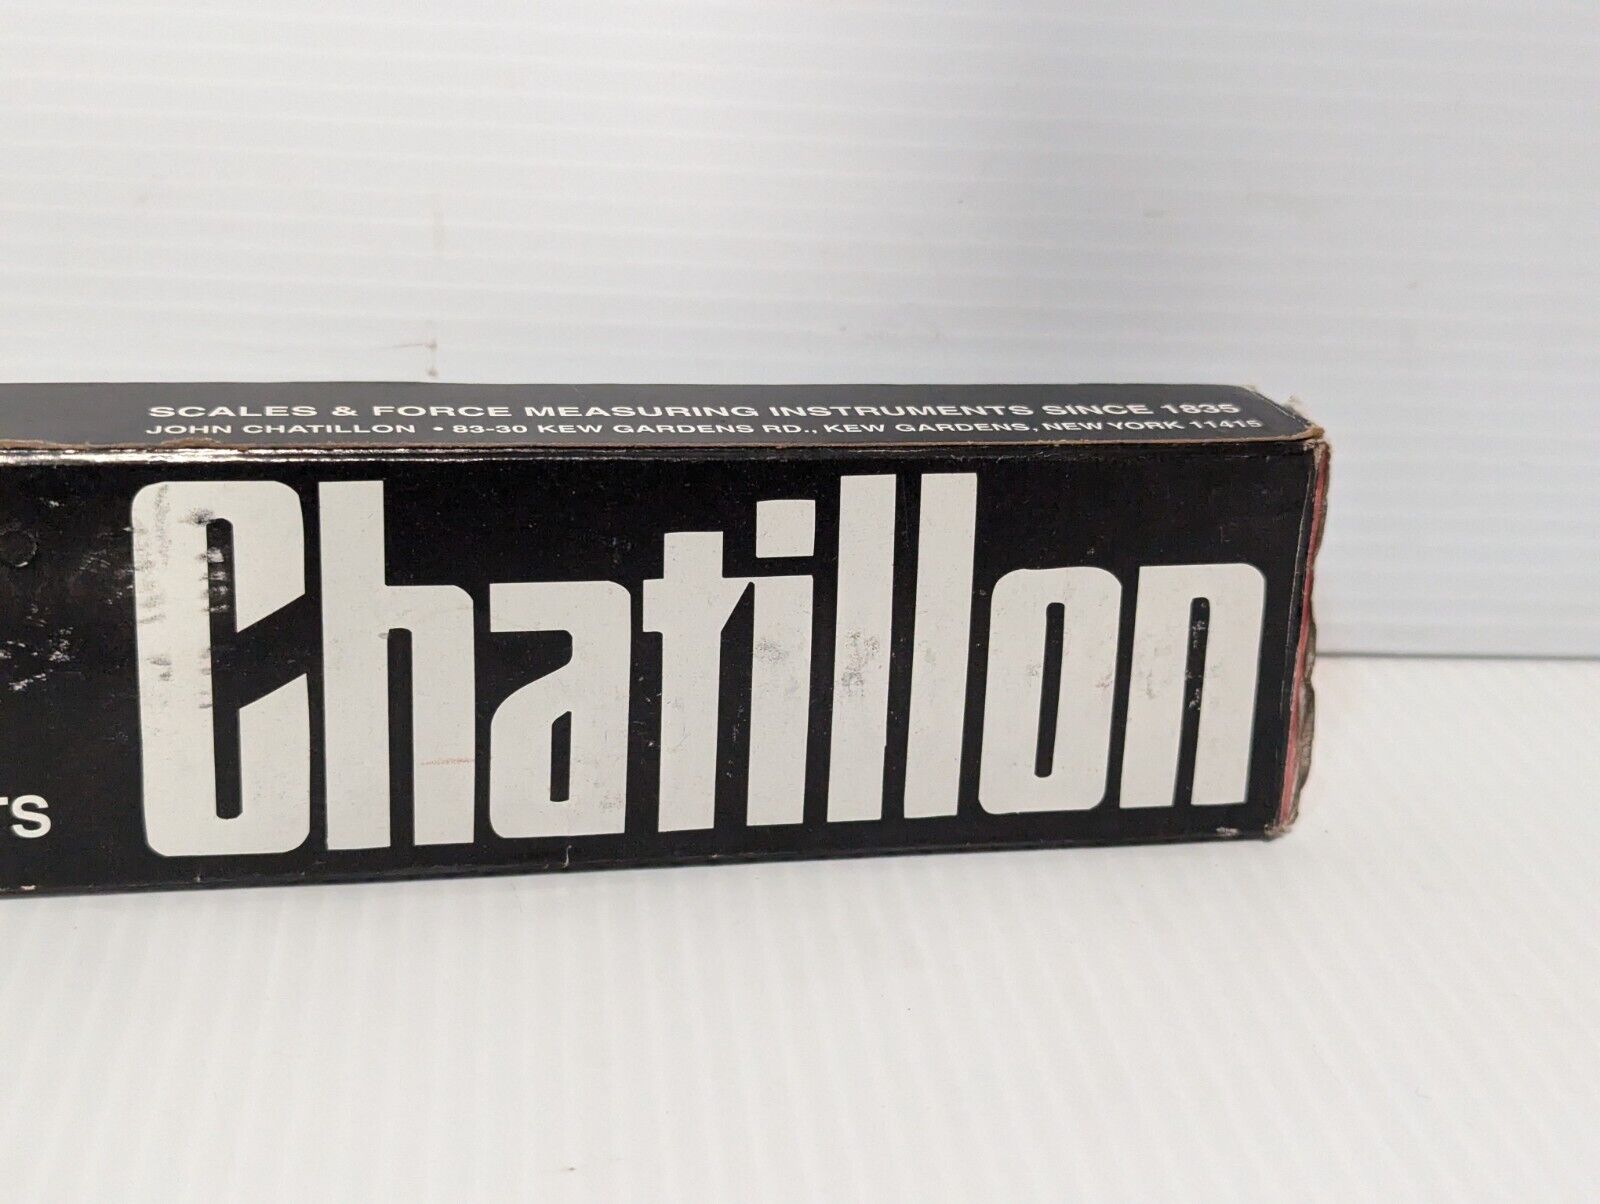 SCALES & FORCE MEASURING INSTRUMENTS SINCE 1835
JOHN CHATILLON • 83-30 KEW GARDENS RD., KEW GARDENS, NEW YORK 11415
Chatillon
TS